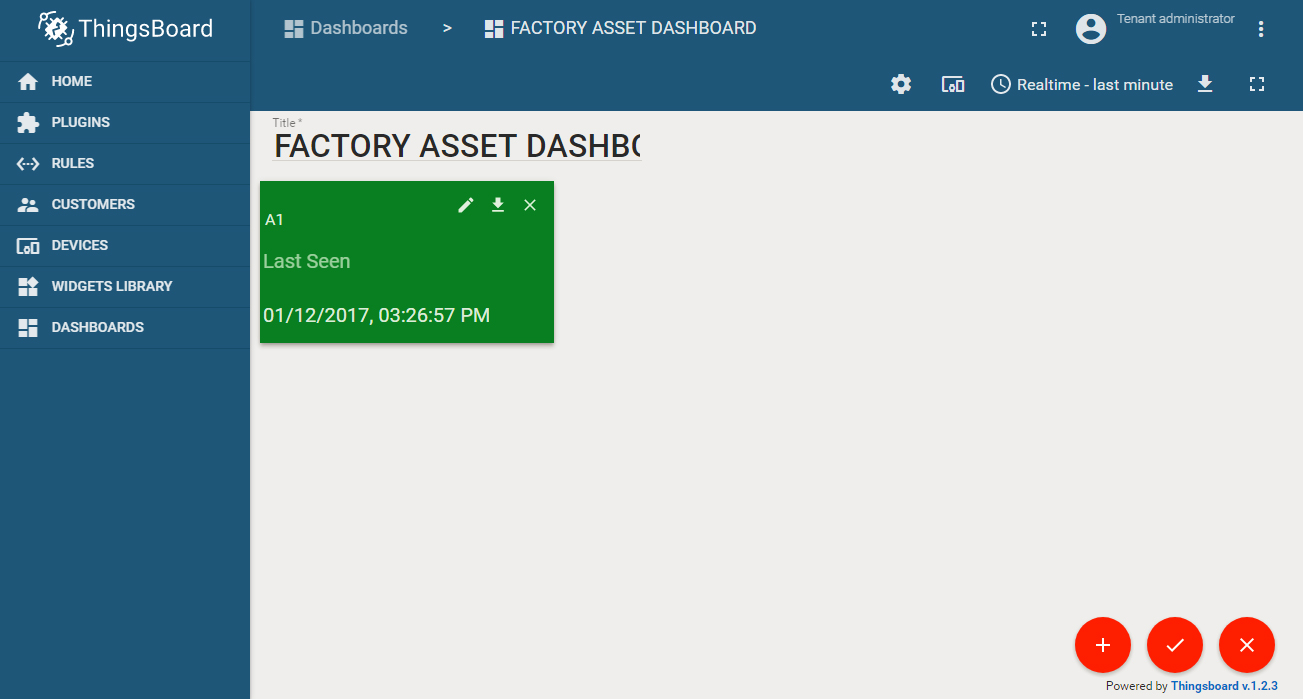 ThingsBoard
Dashboards > FACTORY ASSET DASHBOARD
Tenant administrator
HOME
PLUGINS
RULES
CUSTOMERS
DEVICES
WIDGETS LIBRARY
DASHBOARDS
Realtime - last minute
Title *
FACTORY ASSET DASHBO
A1
Last Seen
01/12/2017, 03:26:57 PM
Powered by Thingsboard v.1.2.3